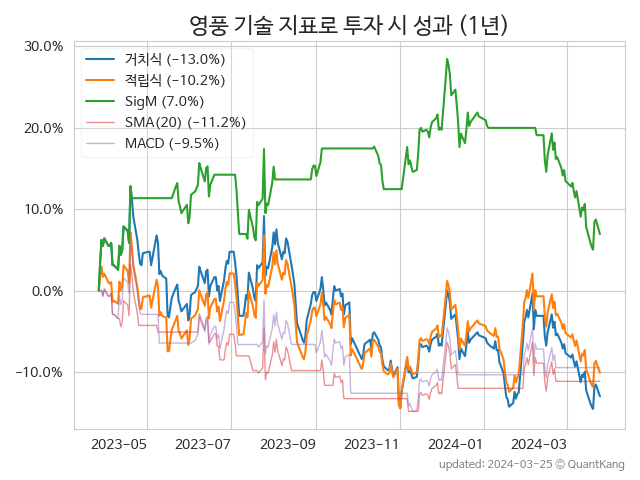 영풍 기술 지표로 투자 시 성과 (1년)
30.0%
20.0%
10.0%
0.0%
−10.0%
거치식 (−13.0%)
적립식 (−10.2%)
SigM (7.0%)
SMA(20) (−11.2%)
MACD (−9.5%)
2023-05 2023-07 2023-09 2023-11 2024-01 2024-03
updated: 2024-03-25 © QuantKang